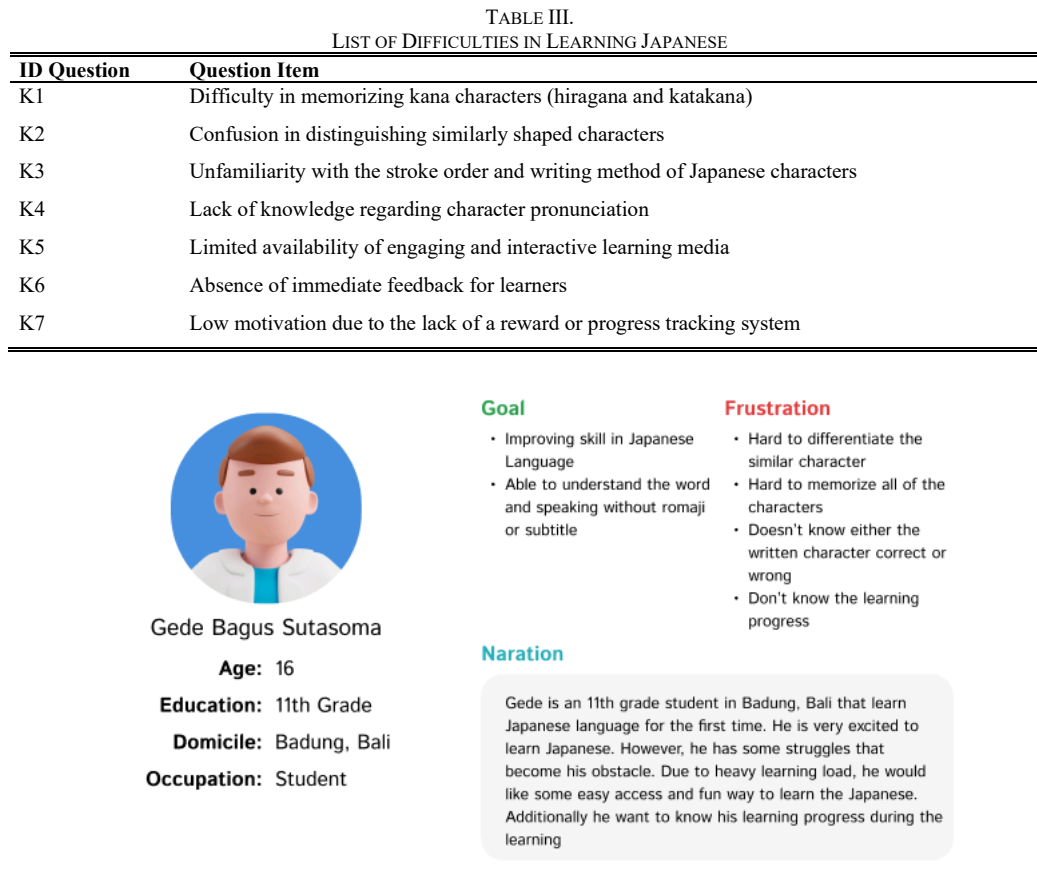 TABLE III.
LIST OF DIFFICULTIES IN LEARNING JAPANESE
ID Question Question Item
K1 Difficulty in memorizing kana characters (hiragana and katakana)
K2 Confusion in distinguishing similarly shaped characters
K3 Unfamiliarity with the stroke order and writing method of Japanese characters
K4 Lack of knowledge regarding character pronunciation
K5 Limited availability of engaging and interactive learning media
K6 Absence of immediate feedback for learners
K7 Low motivation due to the lack of a reward or progress tracking system
Gede Bagus Sutasoma
Age: 16
Education: 11th Grade
Domicile: Badung, Bali
Occupation: Student
Goal
• Improving skill in Japanese
Language
• Able to understand the word
and speaking without romaji
or subtitle
Frustration
• Hard to differentiate the
similar character
• Hard to memorize all of the
characters
• Doesn't know either the
written character correct or
wrong
• Don't know the learning
progress
Naration
Gede is an 11th grade student in Badung, Bali that learn
Japanese language for the first time. He is very excited to
learn Japanese. However, he has some struggles that
become his obstacle. Due to heavy learning load, he would
like some easy access and fun way to learn the Japanese.
Additionally he want to know his learning progress during the
learning